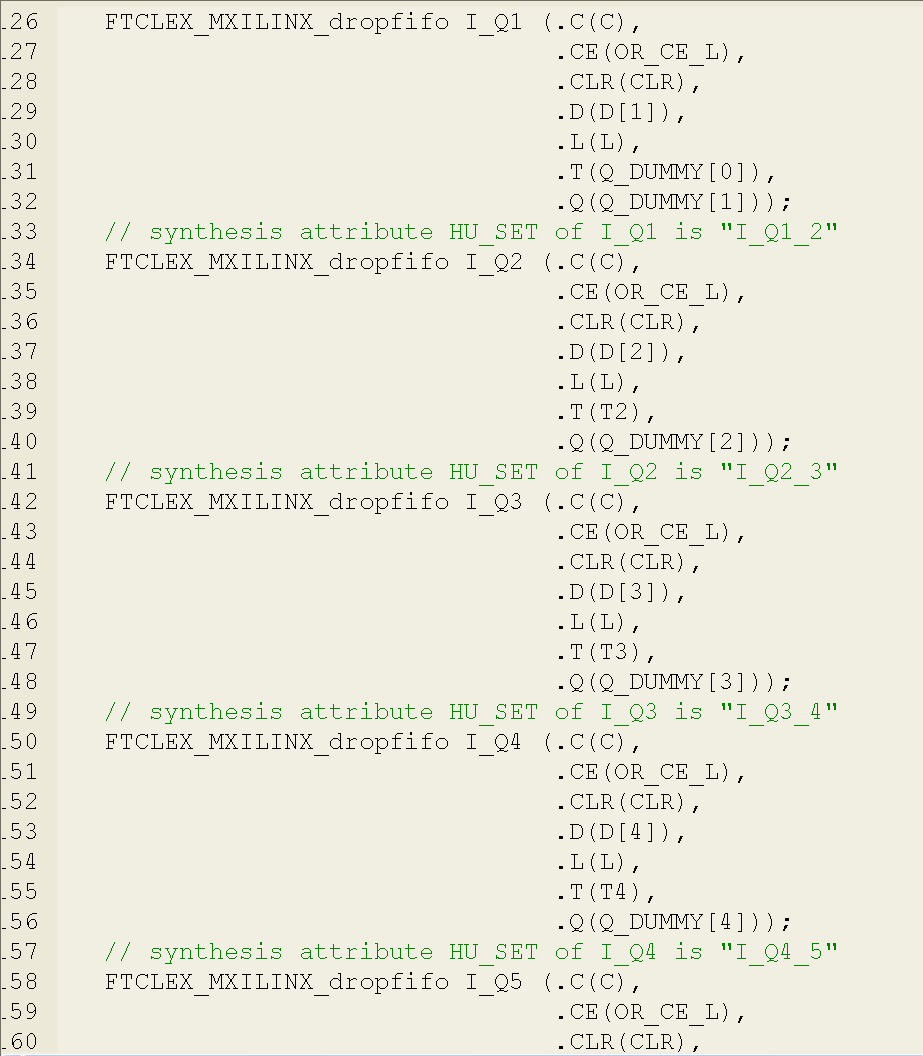 .26 FTCLEX_MXILINX_dropfifo I_Q1 (.C(C),
.27 .CE(OR_CE_L),
.28 .CLR(CLR),
.29 .D(D[1]),
.30 .L(L),
.31 .T(Q_DUMMY[0]),
.32 .Q(Q_DUMMY[1]));
.33 // synthesis attribute HU_SET of I_Q1 is "I_Q1_2"
.34 FTCLEX_MXILINX_dropfifo I_Q2 (.C(C),
.35 .CE(OR_CE_L),
.36 .CLR(CLR),
.37 .D(D[2]),
.38 .L(L),
.39 .T(T2),
.40 .Q(Q_DUMMY[2]));
.41 // synthesis attribute HU_SET of I_Q2 is "I_Q2_3"
.42 FTCLEX_MXILINX_dropfifo I_Q3 (.C(C),
.43 .CE(OR_CE_L),
.44 .CLR(CLR),
.45 .D(D[3]),
.46 .L(L),
.47 .T(T3),
.48 .Q(Q_DUMMY[3]));
.49 // synthesis attribute HU_SET of I_Q3 is "I_Q3_4"
.50 FTCLEX_MXILINX_dropfifo I_Q4 (.C(C),
.51 .CE(OR_CE_L),
.52 .CLR(CLR),
.53 .D(D[4]),
.54 .L(L),
.55 .T(T4),
.56 .Q(Q_DUMMY[4]));
.57 // synthesis attribute HU_SET of I_Q4 is "I_Q4_5"
.58 FTCLEX_MXILINX_dropfifo I_Q5 (.C(C),
.59 .CE(OR_CE_L),
.60 .CLR(CLR),